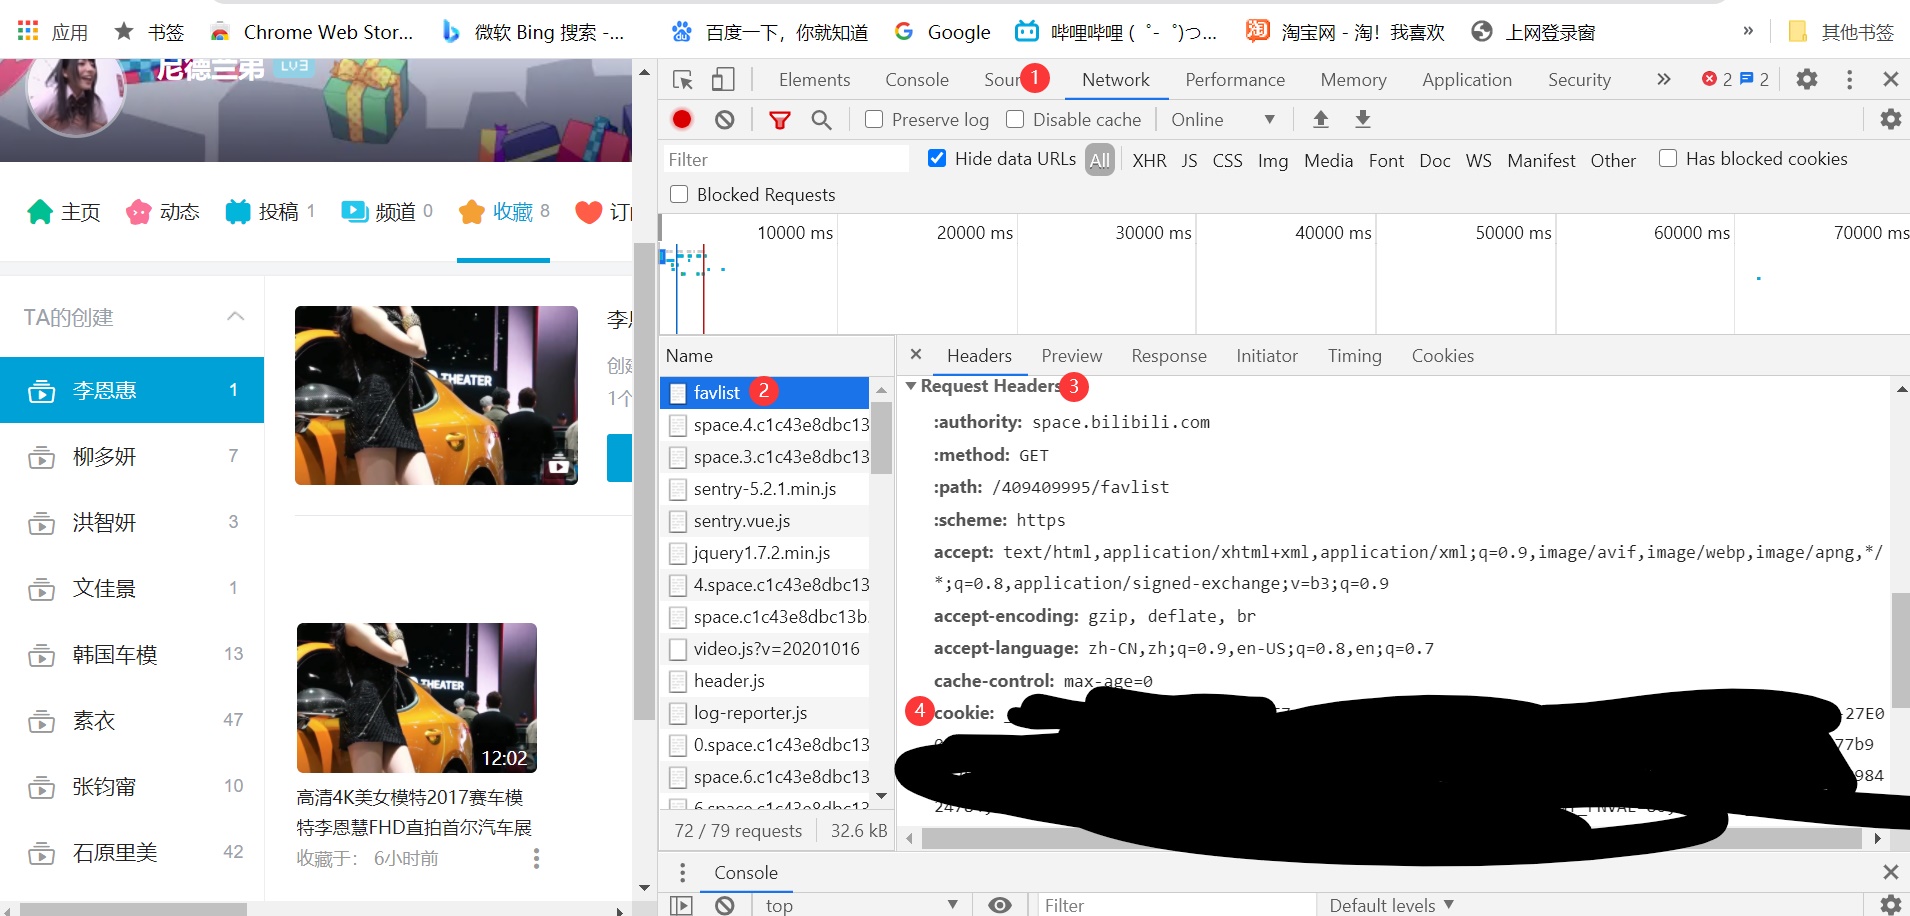 应用 书签 Chrome Web Stor... 微软 Bing 搜索 -... 百度一下，你就知道 Google 哔哩哔哩 (゜-゜)つ... 淘宝网 - 淘！我喜欢 上网登录窗 » 其他书签
尼德兰弟 LV3
主页 动态 投稿 1 频道 0 收藏 8
TA的创建
李恩惠 1
柳多妍 7
洪智妍 3
文佳景 1
韩国车模 13
素衣 47
张钧甯 10
石原里美 42
THEATER
1个
THEATER
12:02
高清4K美女模特2017赛车模
特李恩慧FHD直拍首尔汽车展
收藏于： 6小时前
Elements Console Sour 1 Network Performance Memory Application Security » 2 2
Preserve log Disable cache Online
Filter Hide data URLs All XHR JS CSS Img Media Font Doc WS Manifest Other Has blocked cookies
Blocked Requests
10000 ms 20000 ms 30000 ms 40000 ms 50000 ms 60000 ms 70000 ms
Name
favlist 2
space.4.c1c43e8dbc13
space.3.c1c43e8dbc13
sentry-5.2.1.min.js
sentry.vue.js
jquery1.7.2.min.js
4.space.c1c43e8dbc13
space.c1c43e8dbc13b
video.js?v=20201016
header.js
log-reporter.js
0.space.c1c43e8dbc13
space.6.c1c43e8dbc13
6.space.c1c43e8dbc13
72 / 79 requests 32.6 kB
Headers Preview Response Initiator Timing Cookies
Request Headers 3
:authority: space.bilibili.com
:method: GET
:path: /409409995/favlist
:scheme: https
accept: text/html,application/xhtml+xml,application/xml;q=0.9,image/avif,image/webp,image/apng,*/
*;q=0.8,application/signed-exchange;v=b3;q=0.9
accept-encoding: gzip, deflate, br
accept-language: zh-CN,zh;q=0.9,en-US;q=0.8,en;q=0.7
cache-control: max-age=0
4 cookie: -27E0
77b9
984
Console
top Filter Default levels